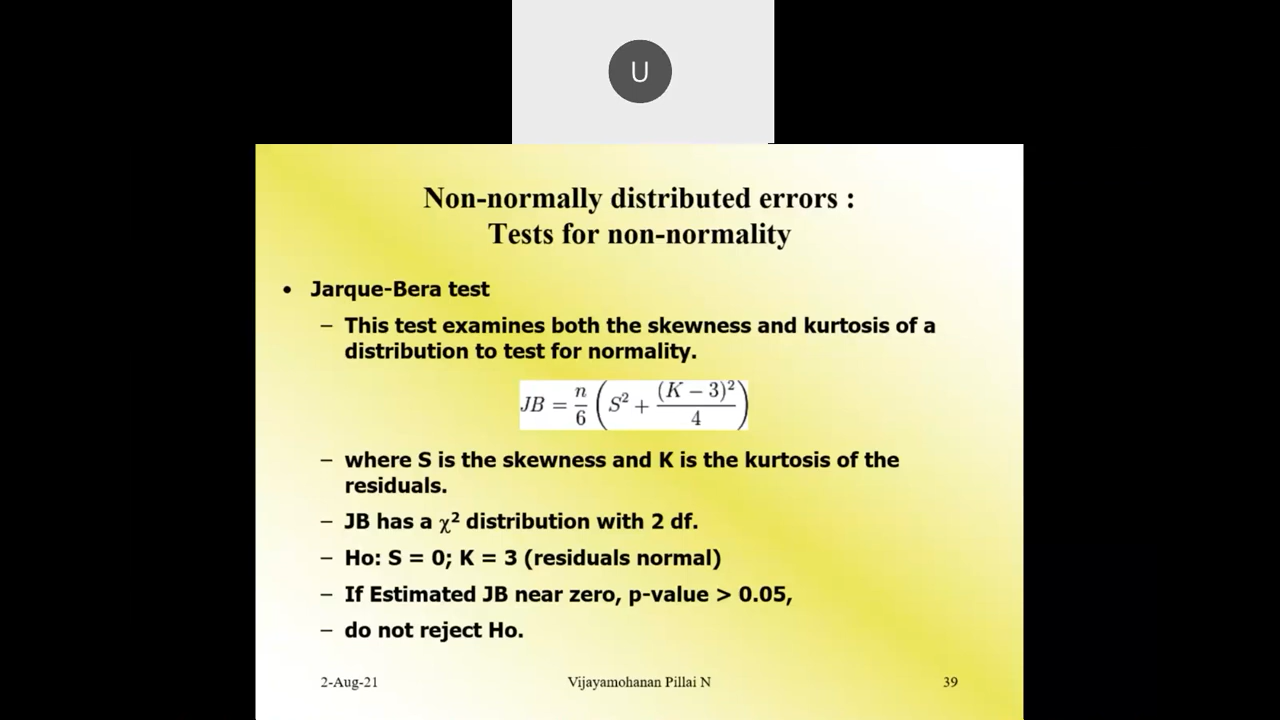 U
Non-normally distributed errors :
Tests for non-normality
• Jarque-Bera test
– This test examines both the skewness and kurtosis of a
distribution to test for normality.
JB = n/6 (S² + (K − 3)²/4)
– where S is the skewness and K is the kurtosis of the
residuals.
– JB has a χ² distribution with 2 df.
– Ho: S = 0; K = 3 (residuals normal)
– If Estimated JB near zero, p-value > 0.05,
– do not reject Ho.
2-Aug-21 Vijayamohanan Pillai N 39